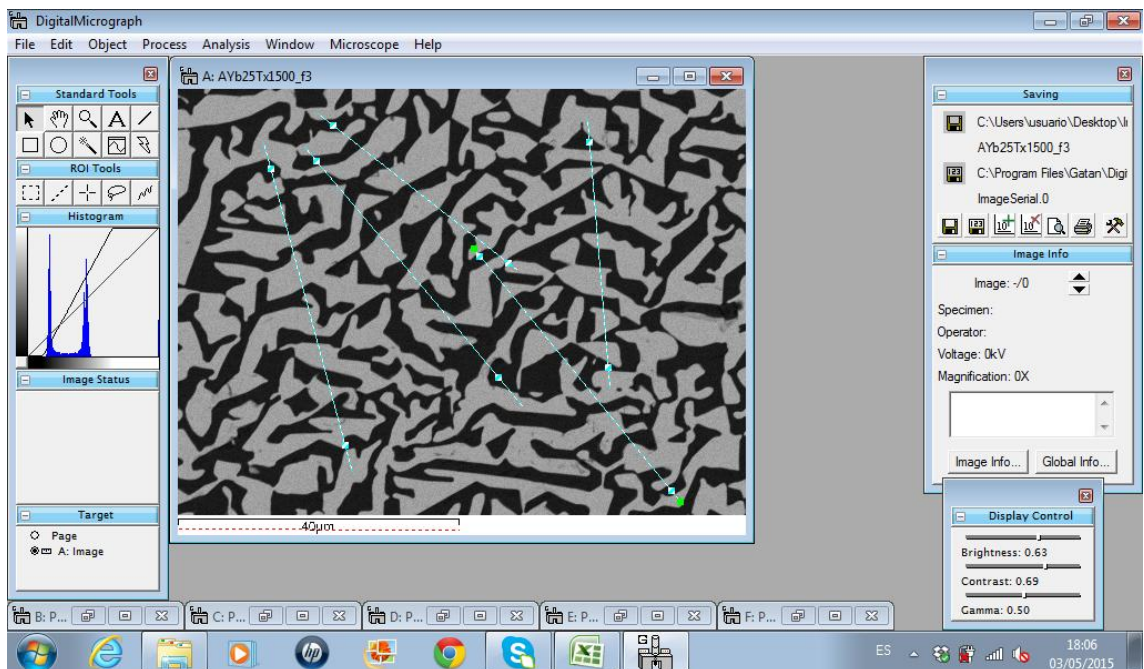 DigitalMicrograph
File Edit Object Process Analysis Window Microscope Help
Standard Tools
A
ROI Tools
Histogram
Image Status
Target
Page
A: Image
A: AYb25Tx1500_f3
40µm
Saving
C:\Users\usuario\Desktop\I
AYb25Tx1500_f3
C:\Program Files\Gatan\Digi
ImageSerial.0
Image Info
Image: -/0
Specimen:
Operator:
Voltage: 0kV
Magnification: 0X
Image Info... Global Info...
Display Control
Brightness: 0.63
Contrast: 0.69
Gamma: 0.50
B: P... C: P... D: P... E: P... F: P...
ES 18:06
03/05/2015